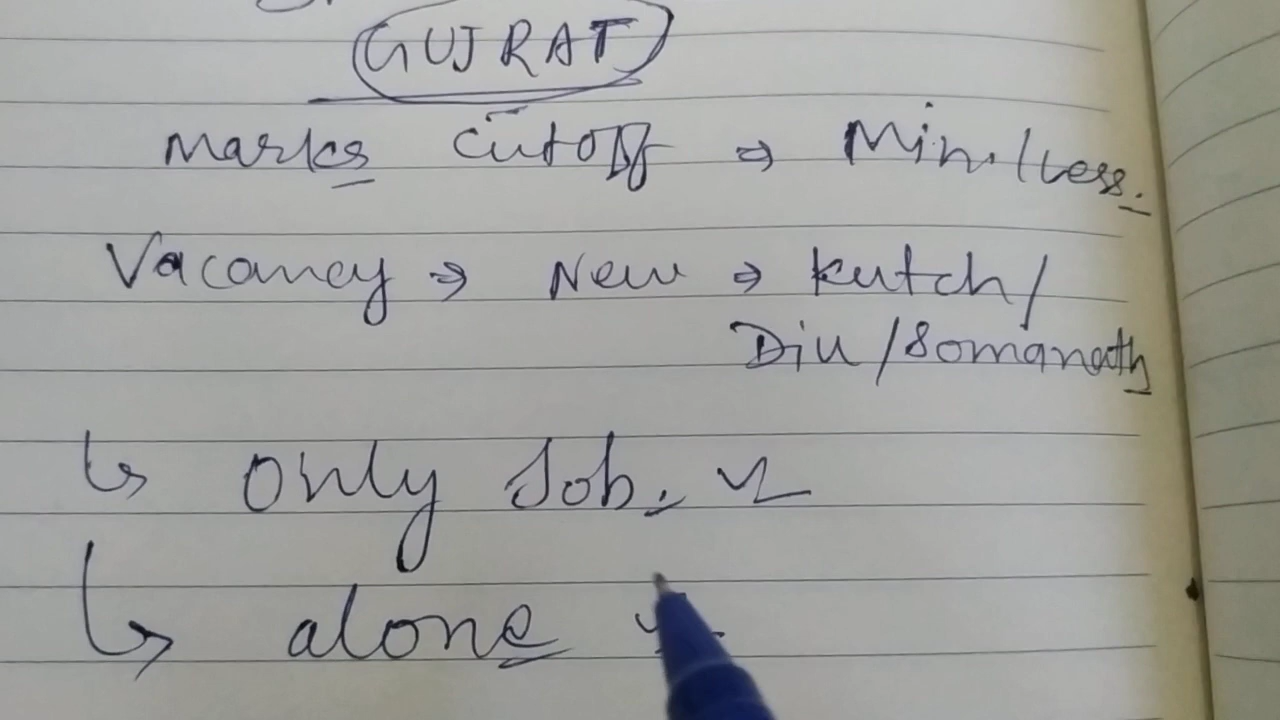 GUJRAT
Marks cutoff ⇒ Min./Less.
Vacancy ⇒ New ⇒ Kutch/
Diu/Somanath
↳ Only Job. ✓
↳ alone ✓